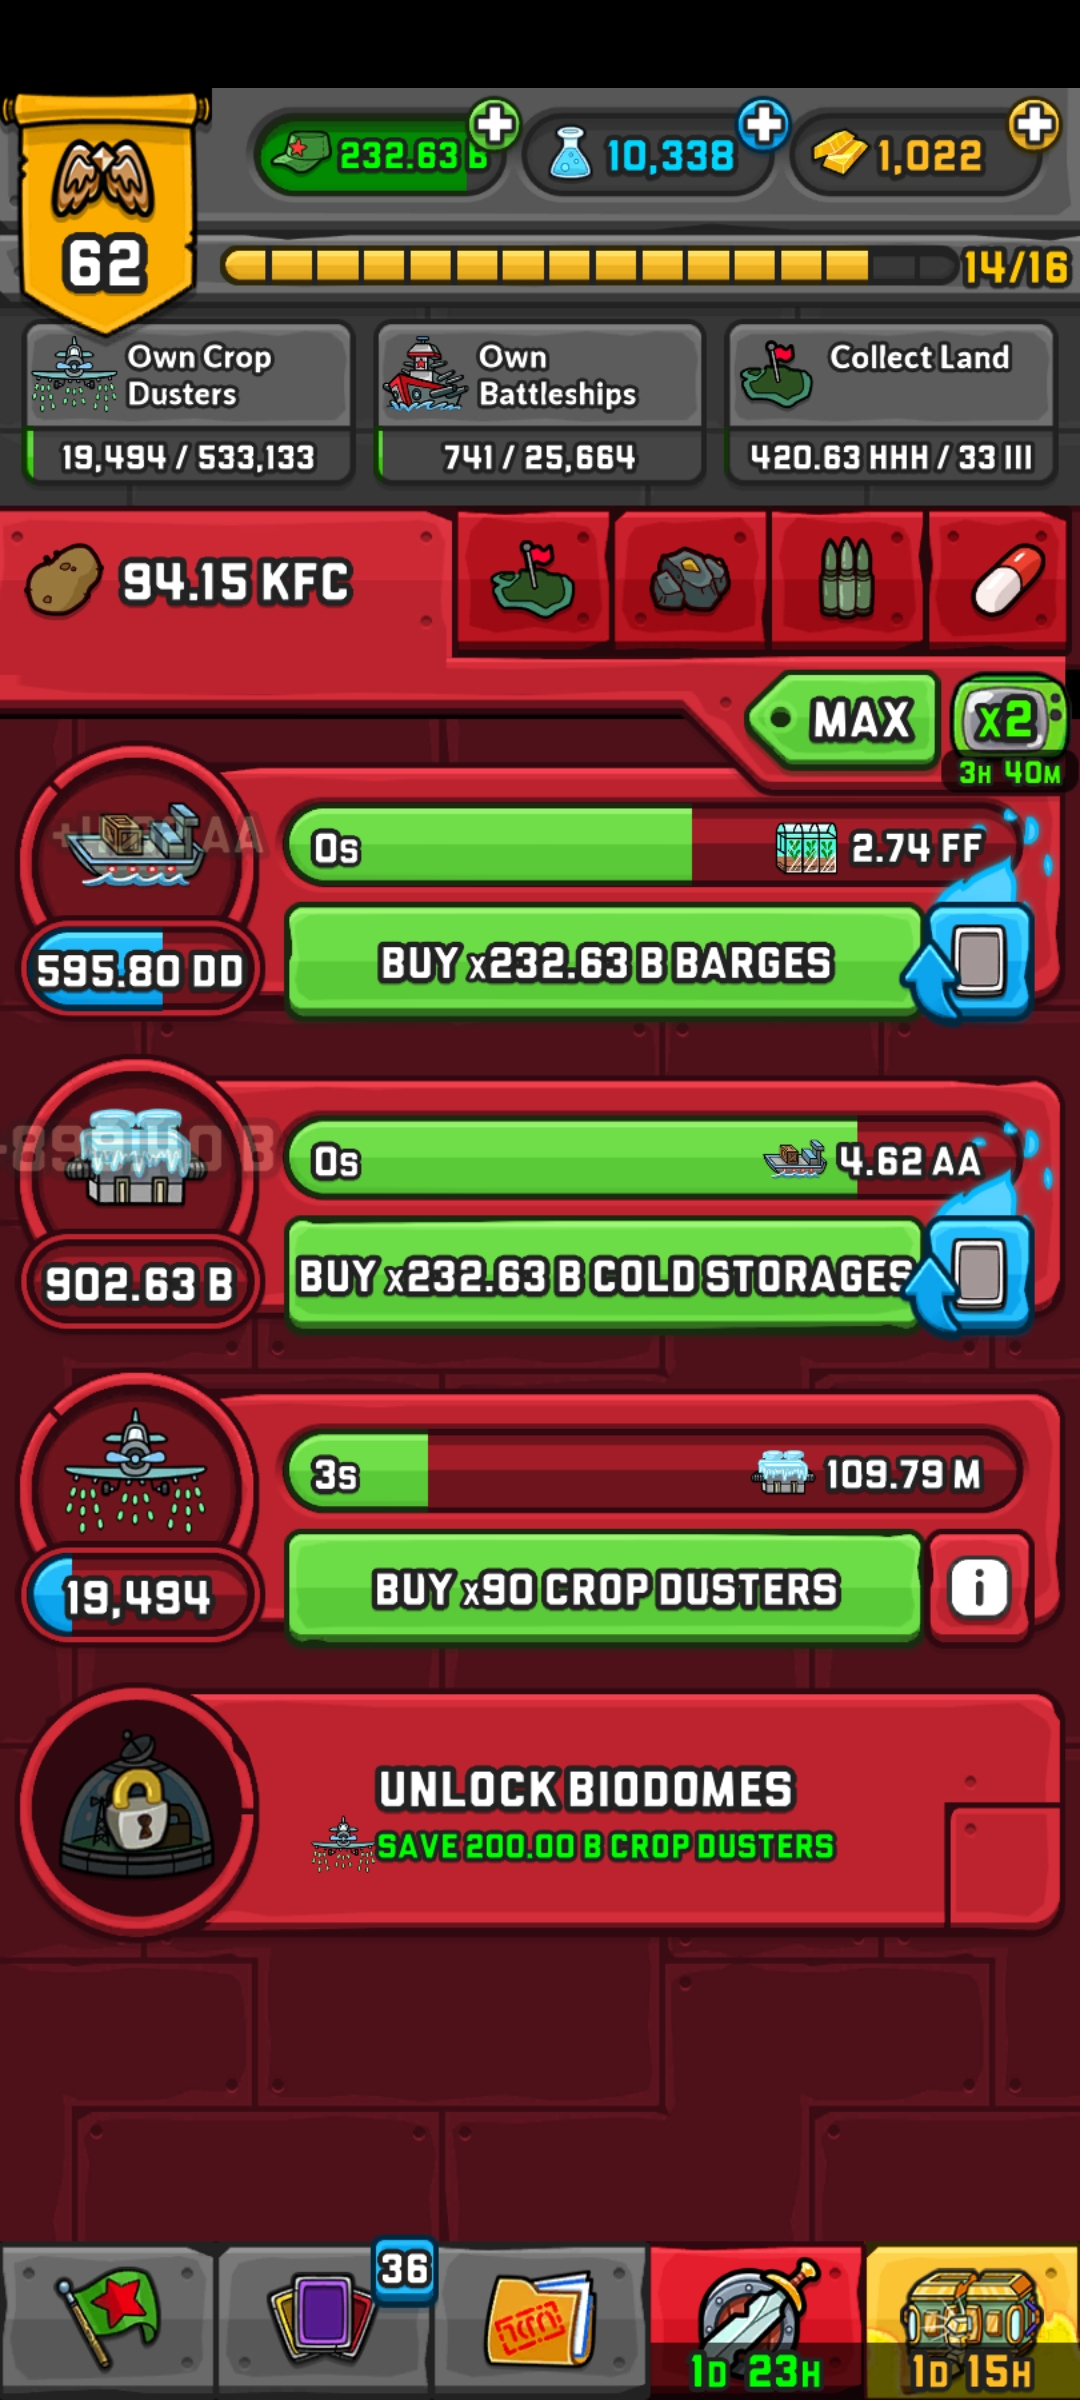 232.63 B
10,338
1,022
62
14/16
Own Crop
Dusters
19,494 / 533,133
Own
Battleships
741 / 25,664
Collect Land
420.63 HHH / 33 III
94.15 KFC
MAX
x2
3H 40M
0s
2.74 FF
595.80 DD
BUY x232.63 B BARGES
0s
4.62 AA
902.63 B
BUY x232.63 B COLD STORAGES
3s
109.79 M
19,494
BUY x90 CROP DUSTERS
i
UNLOCK BIODOMES
SAVE 200.00 B CROP DUSTERS
36
1D 23H
1D 15H